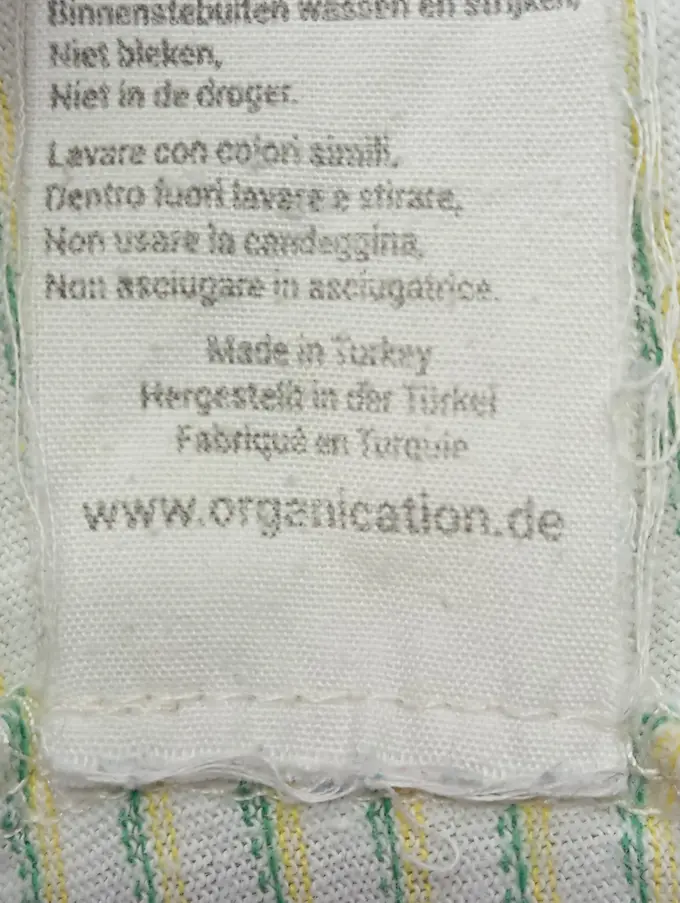 Binnenstebuiten wassen en strijken,
Niet bleken,
Niet in de droger.
Lavare con colori simili,
Dentro fuori lavare e stirare,
Non usare la candeggina,
Non asciugare in asciugatrice.
Made in Turkey
Hergestellt in der Türkei
Fabriqué en Turquie
www.organication.de